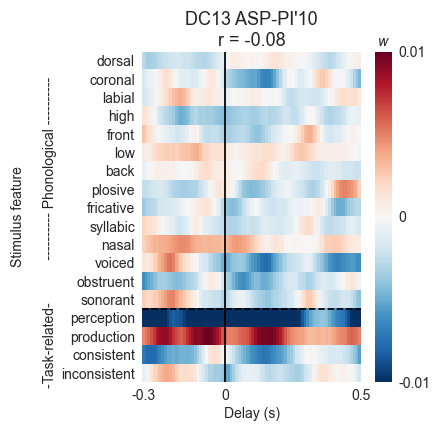 DC13 ASP-PI'10
r = -0.08
w
dorsal
coronal
labial
high
front
low
back
plosive
fricative
syllabic
nasal
voiced
obstruent
sonorant
perception
production
consistent
inconsistent
Stimulus feature
---------- Phonological ----------
-Task-related-
0.01
0
-0.01
-0.3 0 0.5
Delay (s)